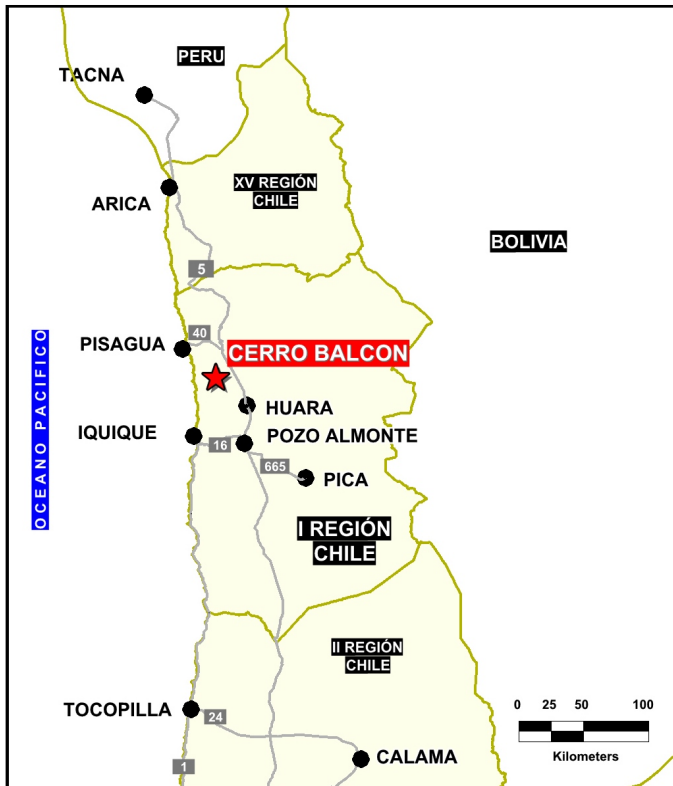 PERU
TACNA
XV REGIÓN
CHILE
ARICA
BOLIVIA
5
40
PISAGUA
CERRO BALCON
OCEANO PACIFICO
HUARA
IQUIQUE
16
POZO ALMONTE
665
PICA
I REGIÓN
CHILE
II REGIÓN
CHILE
TOCOPILLA
24
0 25 50 100
Kilometers
CALAMA
1